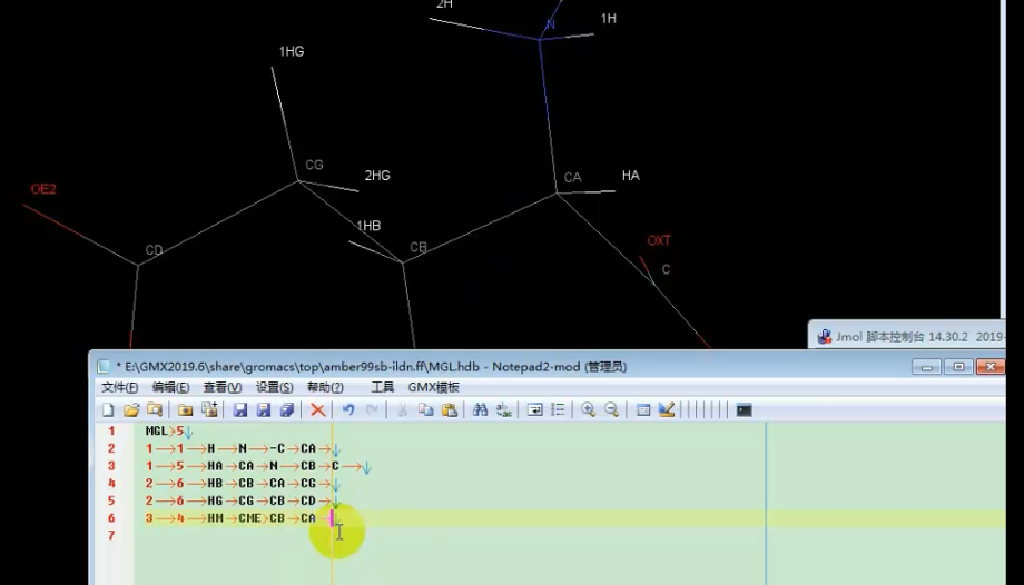 2H
N
1H
1HG
CG
2HG
CA
HA
OE2
1HB
CB
CD
OXT
C
Jmol 脚本控制台 14.30.2 2019-
* E:\GMX2019.6\share\gromacs\top\amber99sb-ildn.ff\MGL.hdb - Notepad2-mod (管理员)
文件(F) 编辑(E) 查看(V) 设置(S) 帮助(?) 工具 GMX模板
1 MGL→5↓
2 1→1→H→N→-C→CA→↓
3 1→5→HA→CA→N→CB→C→↓
4 2→6→HB→CB→CA→CG→↓
5 2→6→HG→CG→CB→CD→↓
6 3→4→HM→CME→CB→CA→↓
7